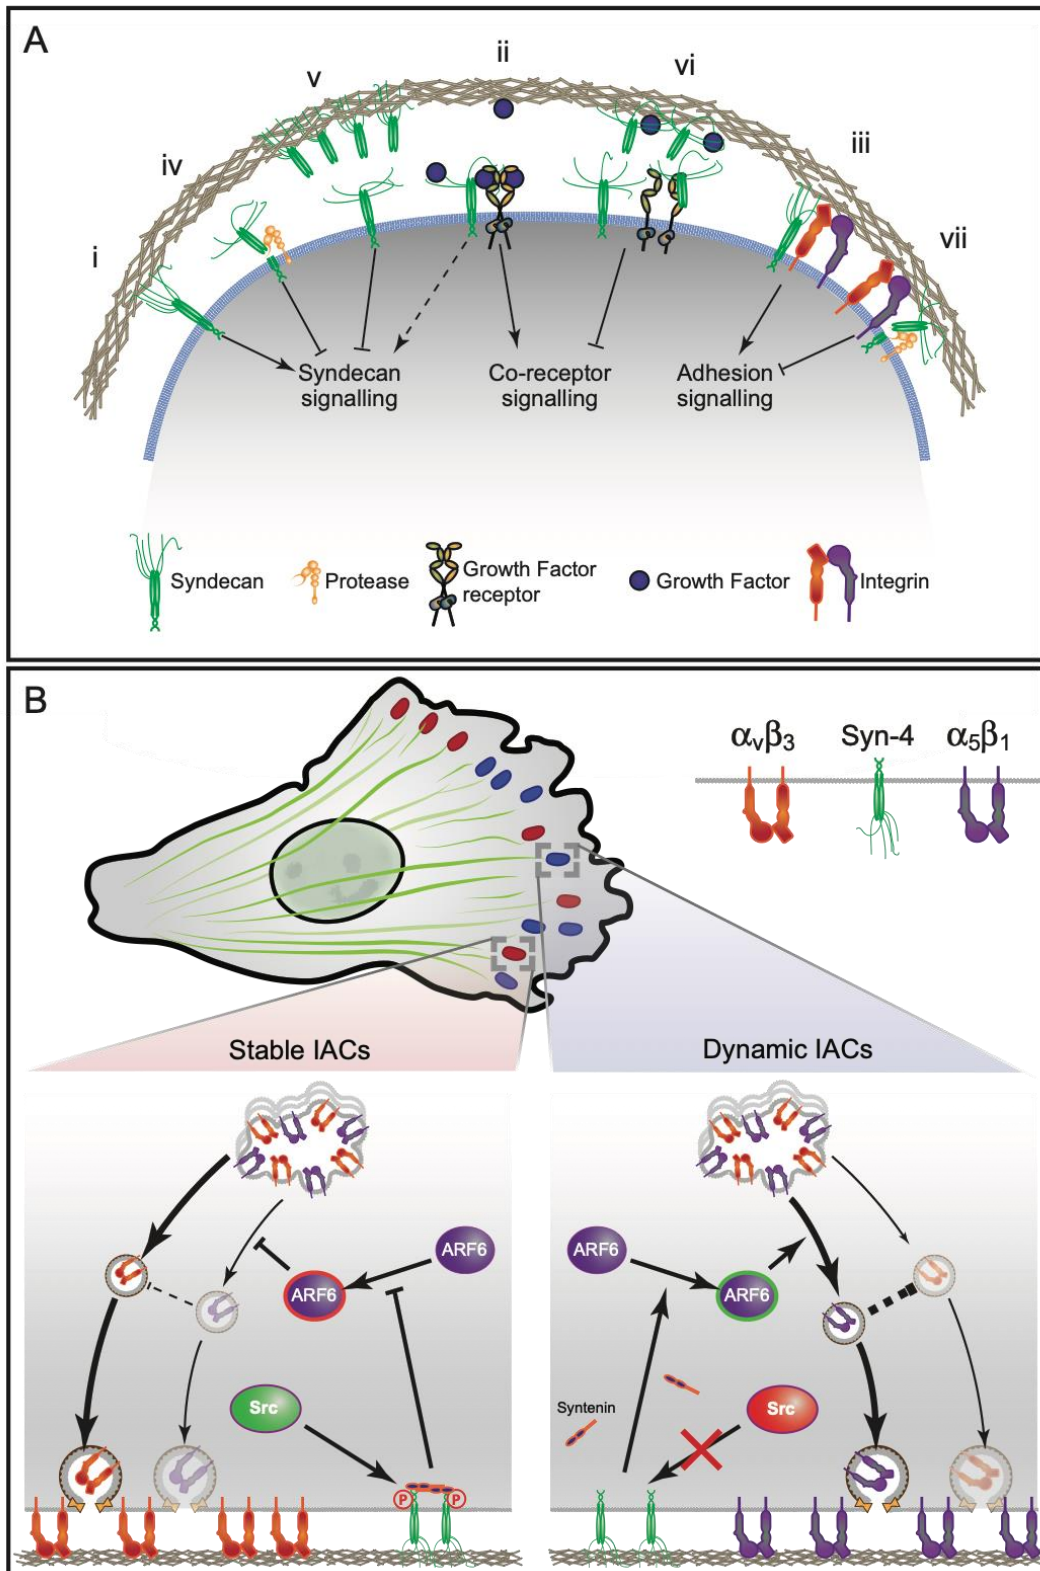 A
ii
v
vi
iv
iii
vii
i
Syndecan
signalling
Co-receptor
signalling
Adhesion
signalling
Syndecan
Protease
Growth Factor
receptor
Growth Factor
Integrin
B
αvβ3
Syn-4
α5β1
Stable IACs
Dynamic IACs
ARF6
ARF6
Src
P
P
ARF6
ARF6
Syntenin
Src